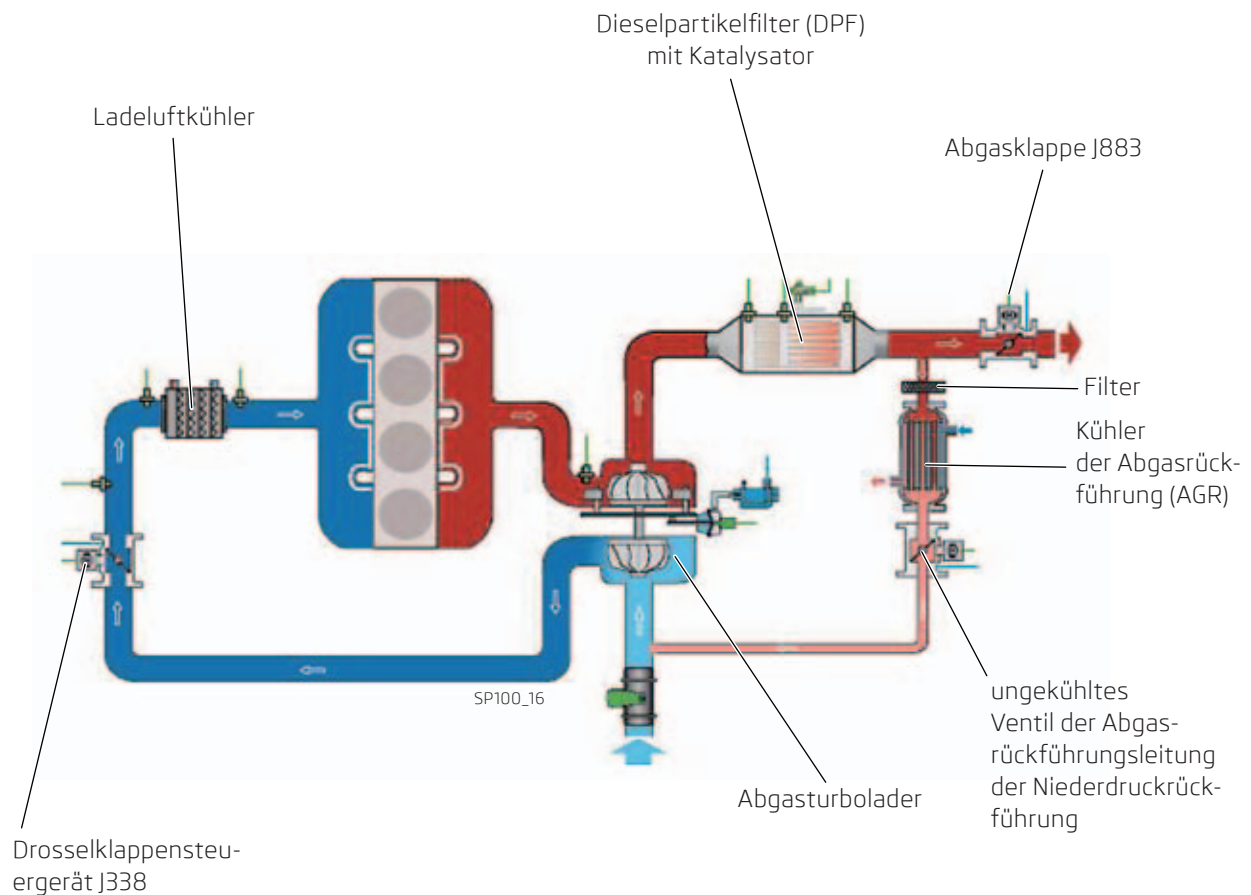 Dieselpartikelfilter (DPF)
mit Katalysator
Ladeluftkühler
Abgasklappe J883
Filter
Kühler
der Abgasrück-
führung (AGR)
SP100_16
ungekühltes
Ventil der Abgas-
rückführungsleitung
der Niederdruckrück-
führung
Abgasturbolader
Drosselklappensteu-
ergerät J338